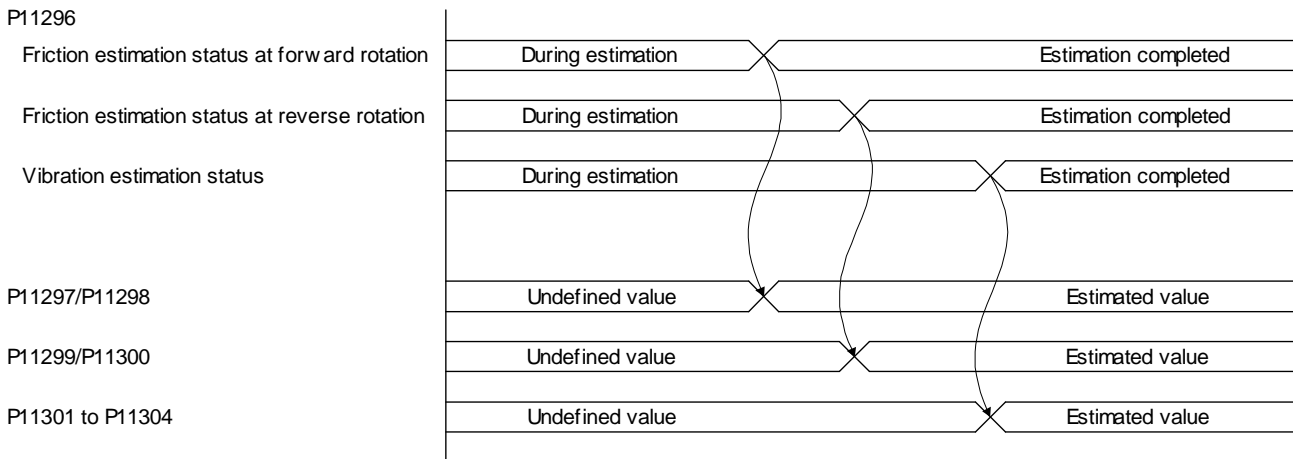 P11296
Friction estimation status at forward rotation During estimation Estimation completed
Friction estimation status at reverse rotation During estimation Estimation completed
Vibration estimation status During estimation Estimation completed
P11297/P11298 Undefined value Estimated value
P11299/P11300 Undefined value Estimated value
P11301 to P11304 Undefined value Estimated value